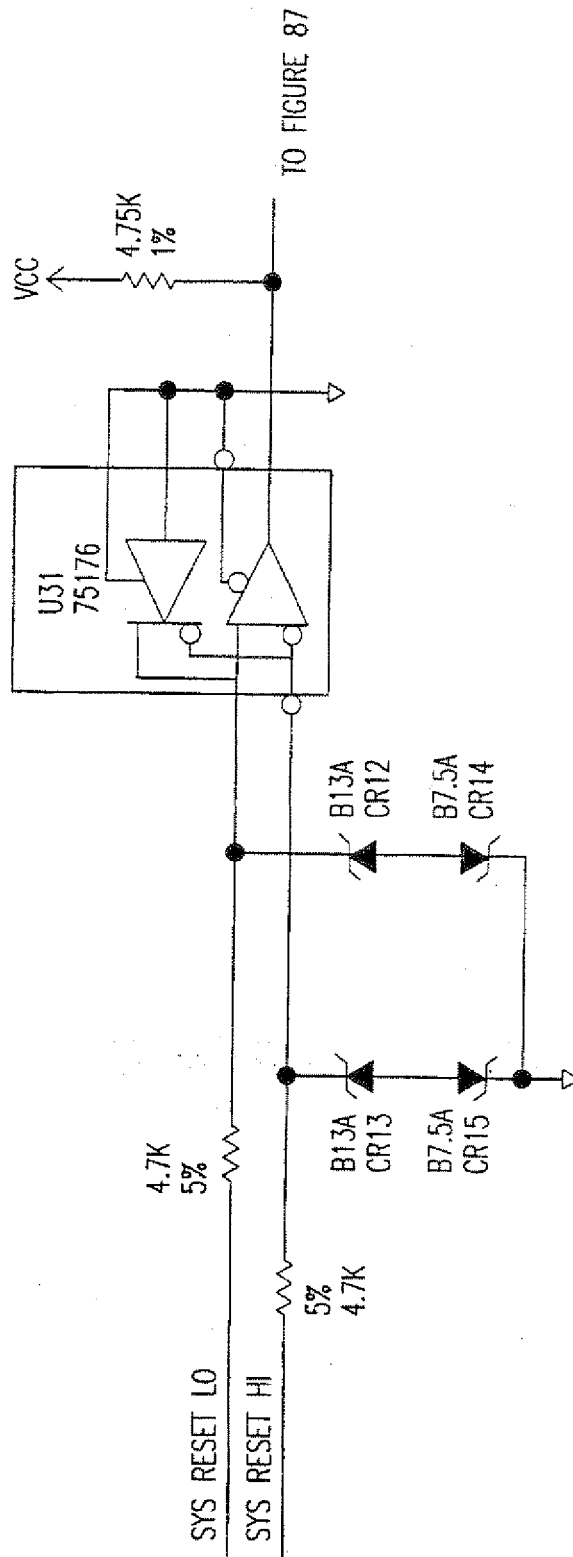 SYS RESET LO
SYS RESET HI
4.7K
5%
5%
4.7K
B13A
CR13
B7.5A
CR15
B13A
CR12
B7.5A
CR14
U31
75176
VCC
4.75K
1%
TO FIGURE 87